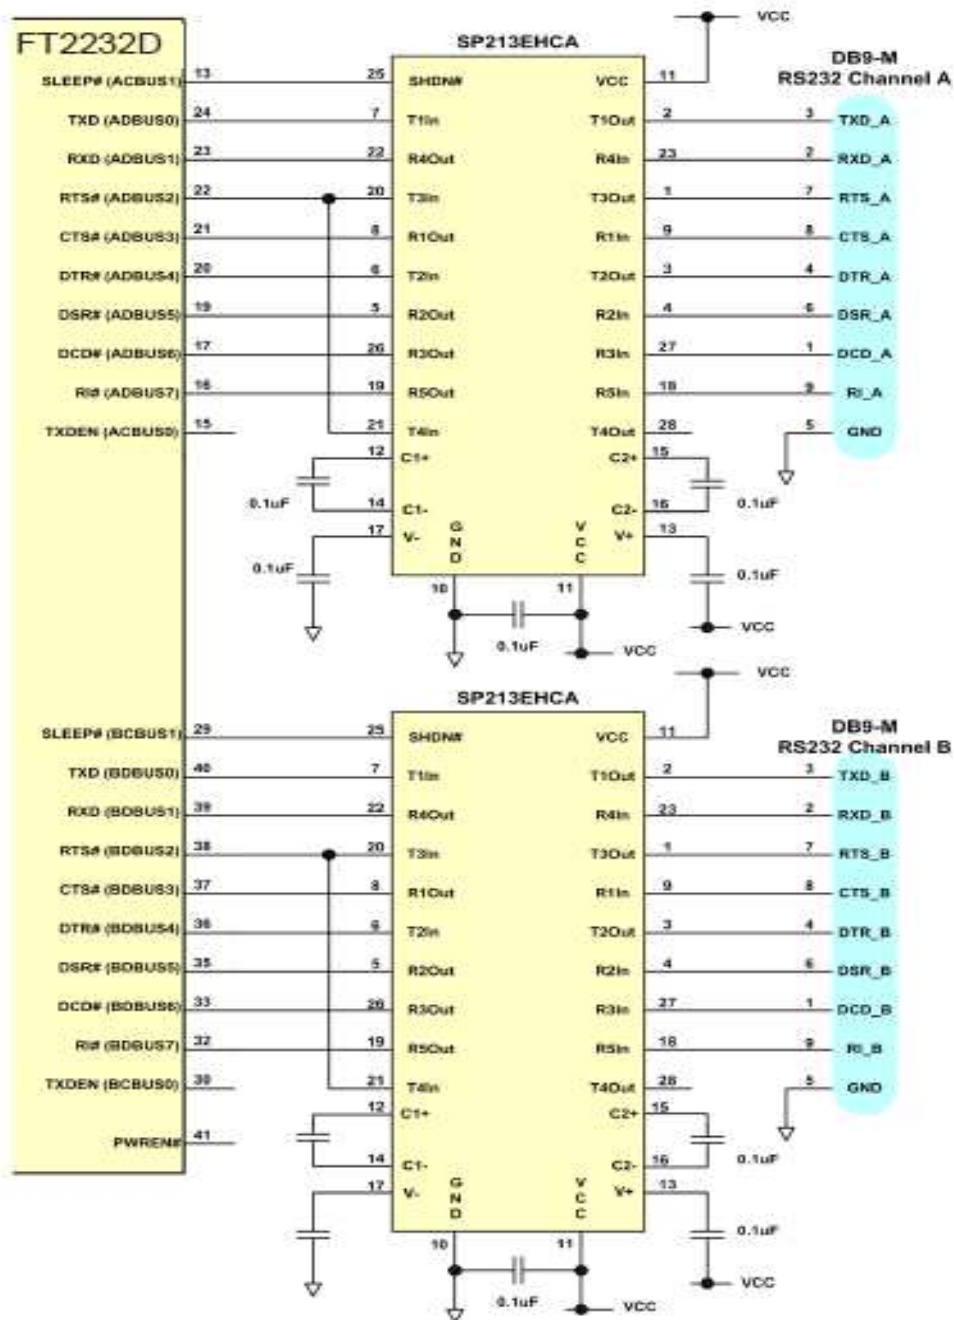 VCC
FT2232D
SP213EHCA
DB9-M
RS232 Channel A
SLEEP# (ACBUS1) 13 25 SHDN# VCC 11
TXD (ADBUS0) 24 7 T1In T1Out 2 3 TXD_A
RXD (ADBUS1) 23 22 R4Out R4In 23 2 RXD_A
RTS# (ADBUS2) 22 20 T3In T3Out 1 7 RTS_A
CTS# (ADBUS3) 21 8 R1Out R1In 9 8 CTS_A
DTR# (ADBUS4) 20 6 T2In T2Out 3 4 DTR_A
DSR# (ADBUS5) 19 5 R2Out R2In 4 6 DSR_A
DCD# (ADBUS6) 17 26 R3Out R3In 27 1 DCD_A
RI# (ADBUS7) 16 19 R5Out R5In 18 9 RI_A
TXDEN (ACBUS0) 15 21 T4In T4Out 28 5 GND
12 C1+ C2+ 15
0.1uF 0.1uF
14 C1- C2- 16
17 V- GND VCC V+ 13
0.1uF 0.1uF
10 11
0.1uF
VCC
VCC
VCC
SP213EHCA
DB9-M
RS232 Channel B
SLEEP# (BCBUS1) 29 25 SHDN# VCC 11
TXD (BDBUS0) 40 7 T1In T1Out 2 3 TXD_B
RXD (BDBUS1) 39 22 R4Out R4In 23 2 RXD_B
RTS# (BDBUS2) 38 20 T3In T3Out 1 7 RTS_B
CTS# (BDBUS3) 37 8 R1Out R1In 9 8 CTS_B
DTR# (BDBUS4) 36 6 T2In T2Out 3 4 DTR_B
DSR# (BDBUS5) 35 5 R2Out R2In 4 6 DSR_B
DCD# (BDBUS6) 33 26 R3Out R3In 27 1 DCD_B
RI# (BDBUS7) 32 19 R5Out R5In 18 9 RI_B
TXDEN (BCBUS0) 30 21 T4In T4Out 28 5 GND
12 C1+ C2+ 15
PWREN# 41
0.1uF
14 C1- C2- 16
17 V- GND VCC V+ 13
0.1uF
10 11
VCC
0.1uF
VCC